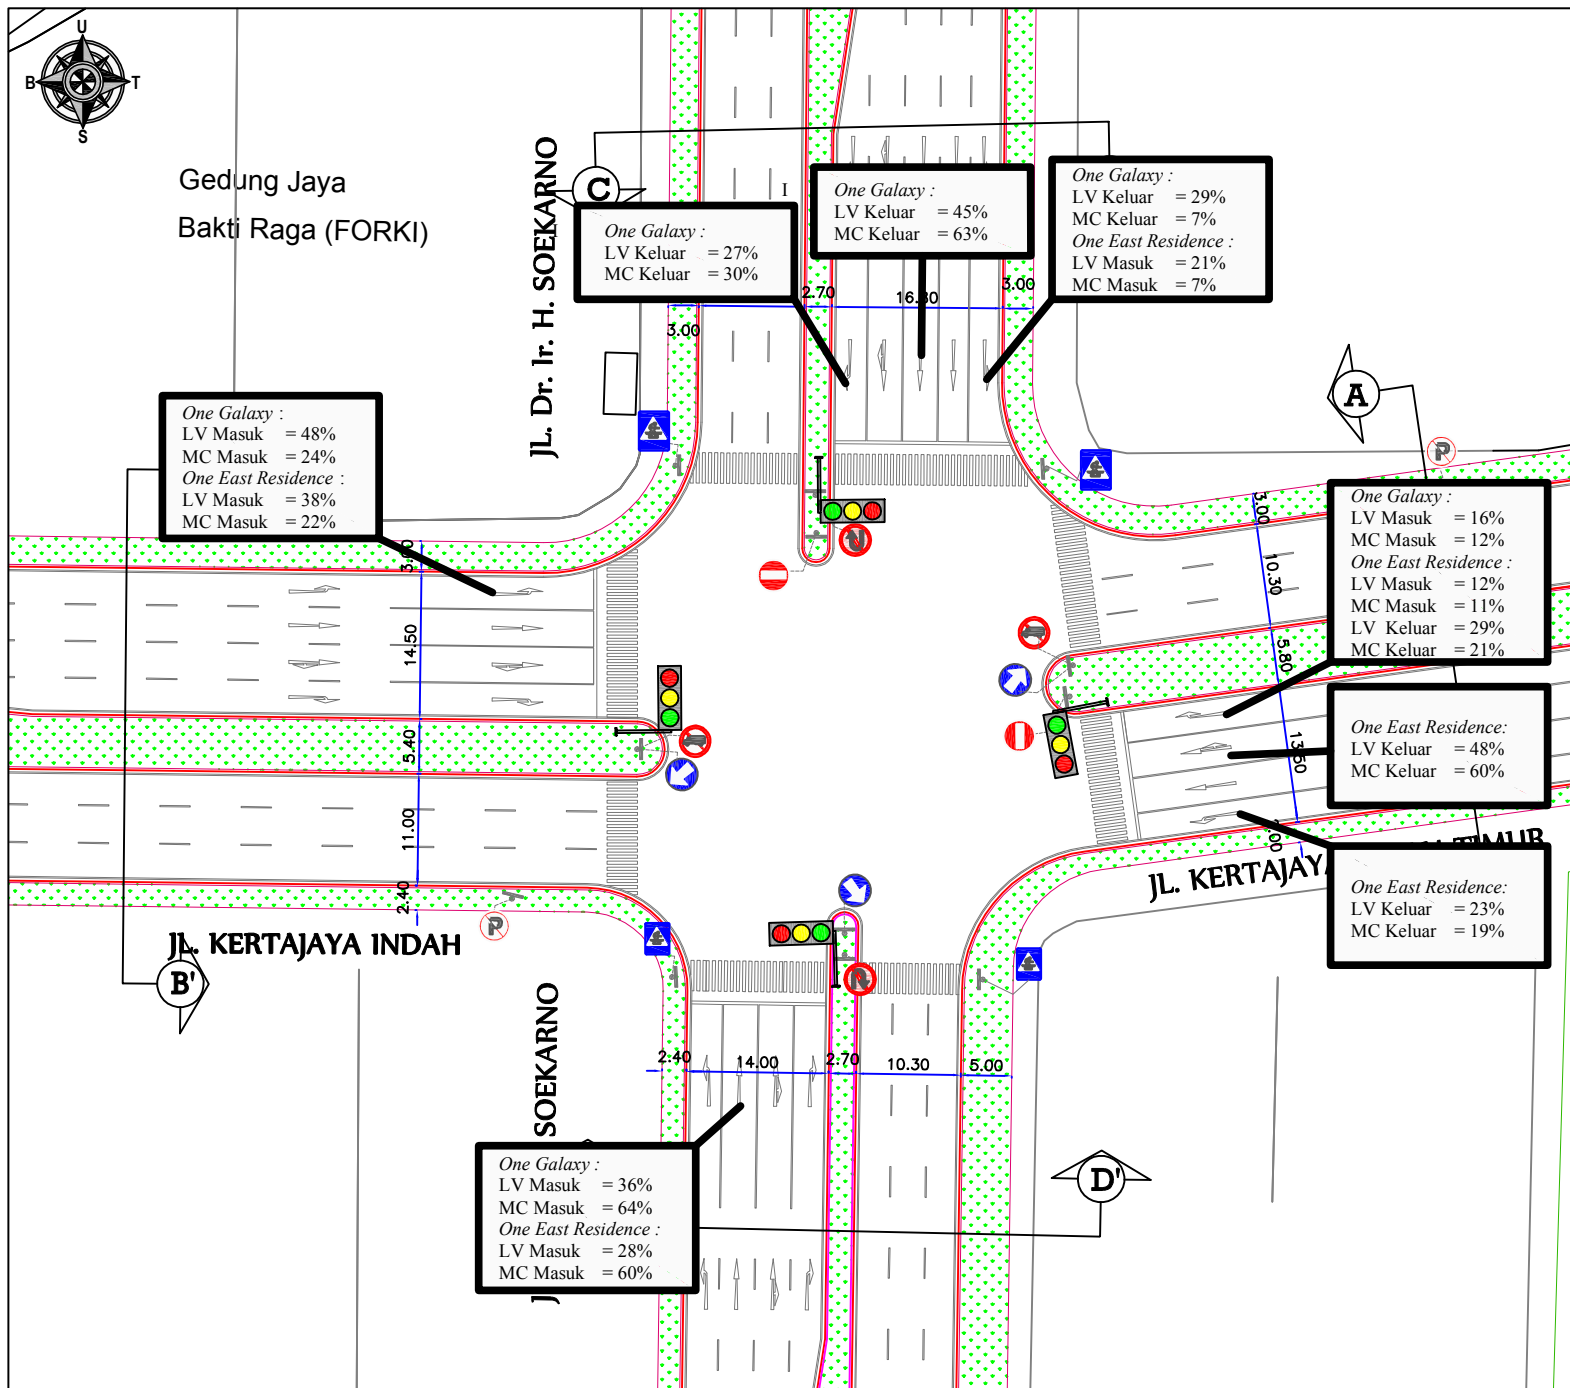 U
B
T
S
Gedung Jaya
Bakti Raga (FORKI)
JL. Dr. Ir. H. SOEKARNO
C
I
One Galaxy :
LV Keluar = 27%
MC Keluar = 30%
One Galaxy :
LV Keluar = 45%
MC Keluar = 63%
One Galaxy :
LV Keluar = 29%
MC Keluar = 7%
One East Residence :
LV Masuk = 21%
MC Masuk = 7%
3.00
2.70
16.80
3.00
A
One Galaxy :
LV Masuk = 48%
MC Masuk = 24%
One East Residence :
LV Masuk = 38%
MC Masuk = 22%
P
One Galaxy :
LV Masuk = 16%
MC Masuk = 12%
One East Residence :
LV Masuk = 12%
MC Masuk = 11%
LV Keluar = 29%
MC Keluar = 21%
3.00
10.30
5.80
13.50
One East Residence:
LV Keluar = 48%
MC Keluar = 60%
One East Residence:
LV Keluar = 23%
MC Keluar = 19%
14.50
5.40
11.00
2.40
JL. KERTAJAYA TIMUR
P
JL. KERTAJAYA INDAH
B'
SOEKARNO
2.40
14.00
2.70
10.30
5.00
One Galaxy :
LV Masuk = 36%
MC Masuk = 64%
One East Residence :
LV Masuk = 28%
MC Masuk = 60%
D'